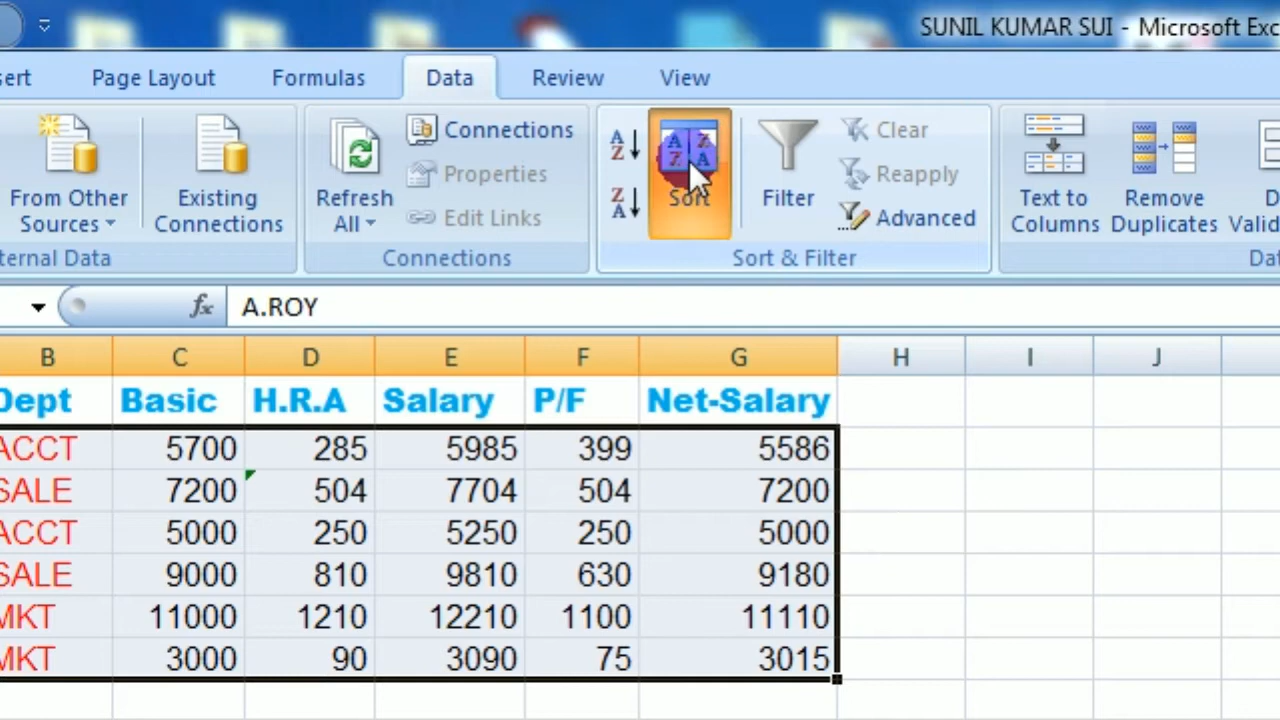 SUNIL KUMAR SUI - Microsoft Exc
sert Page Layout Formulas Data Review View
From Other Sources
Existing Connections
Refresh All
Connections
Properties
Edit Links
Sort
Filter
Clear
Reapply
Advanced
Text to Columns
Remove Duplicates
D
Valid
ternal Data Connections Sort & Filter Dat
fx A.ROY
B C D E F G H I J
Dept Basic H.R.A Salary P/F Net-Salary
ACCT 5700 285 5985 399 5586
SALE 7200 504 7704 504 7200
ACCT 5000 250 5250 250 5000
SALE 9000 810 9810 630 9180
MKT 11000 1210 12210 1100 11110
MKT 3000 90 3090 75 3015